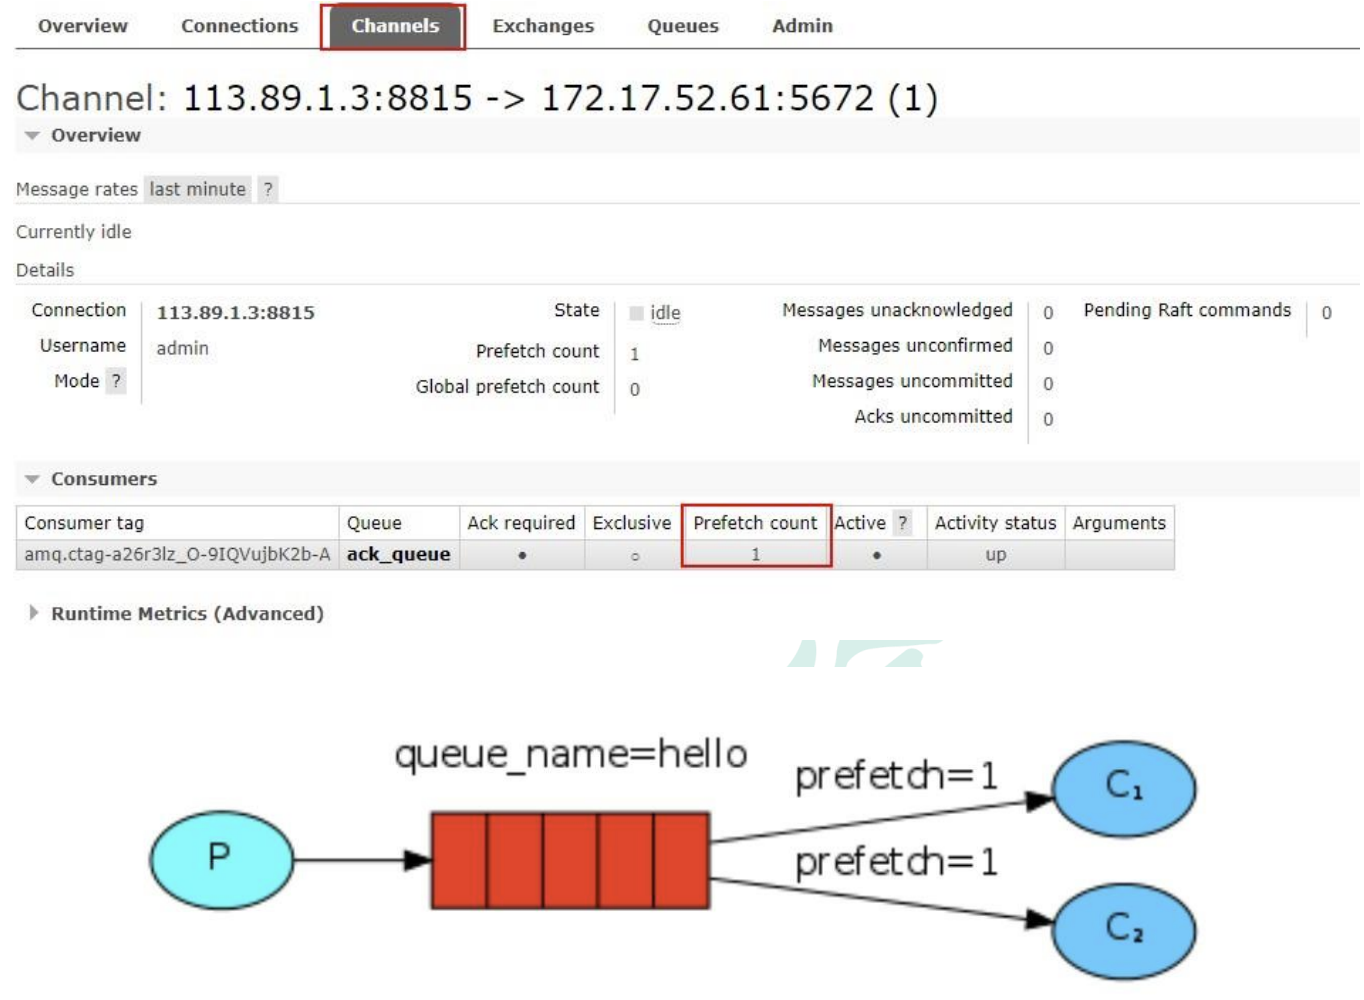 Overview Connections Channels Exchanges Queues Admin
Channel: 113.89.1.3:8815 -> 172.17.52.61:5672 (1)
Overview
Message rates last minute ?
Currently idle
Details
Connection 113.89.1.3:8815 State idle Messages unacknowledged 0 Pending Raft commands 0
Username admin Prefetch count 1 Messages unconfirmed 0
Mode ? Global prefetch count 0 Messages uncommitted 0
Acks uncommitted 0
Consumers
Consumer tag Queue Ack required Exclusive Prefetch count Active ? Activity status Arguments
amq.ctag-a26r3lz_O-9IQVujbK2b-A ack_queue ● ○ 1 ● up
Runtime Metrics (Advanced)
queue_name=hello
prefetch=1
C₁
P
prefetch=1
C₂